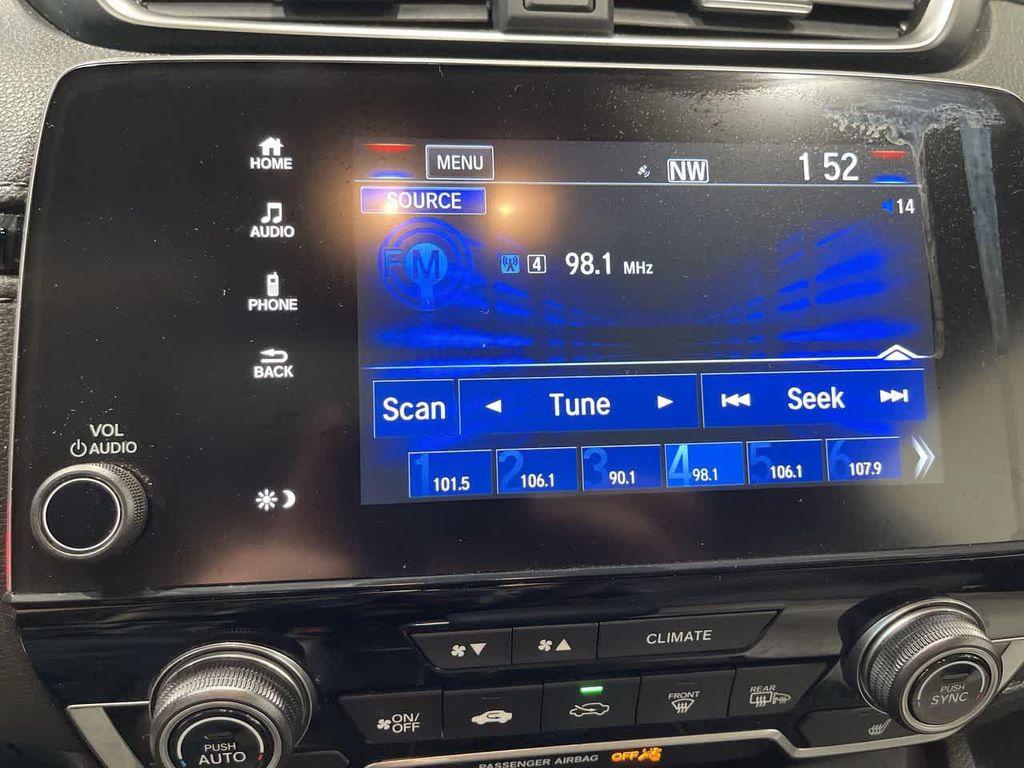 HOME
AUDIO
PHONE
BACK
VOL
AUDIO
MENU
NW
1 52
SOURCE
14
FM
4 98.1 MHz
Scan
Tune
Seek
1 101.5
2 106.1
3 90.1
4 98.1
5 106.1
6 107.9
CLIMATE
ON/
OFF
FRONT
REAR
PUSH
AUTO
PUSH
SYNC
PASSENGER AIRBAG OFF